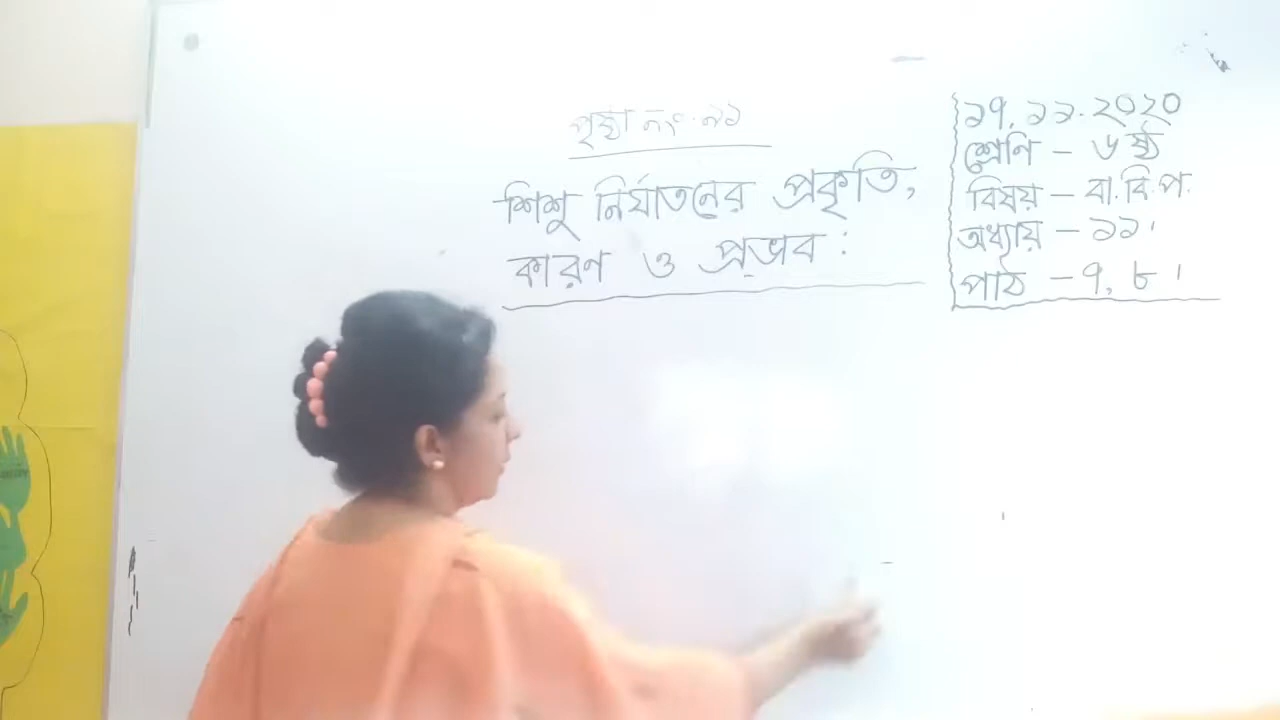 পৃষ্ঠা নং-৯১
শিশু নির্যাতনের প্রকৃতি,
কারণ ও প্রভাব :
১৭.১১.২০২০
শ্রেণি - ৬ষ্ঠ
বিষয় - বা.বি.প.
অধ্যায় - ১১।
পাঠ - ৭, ৮।